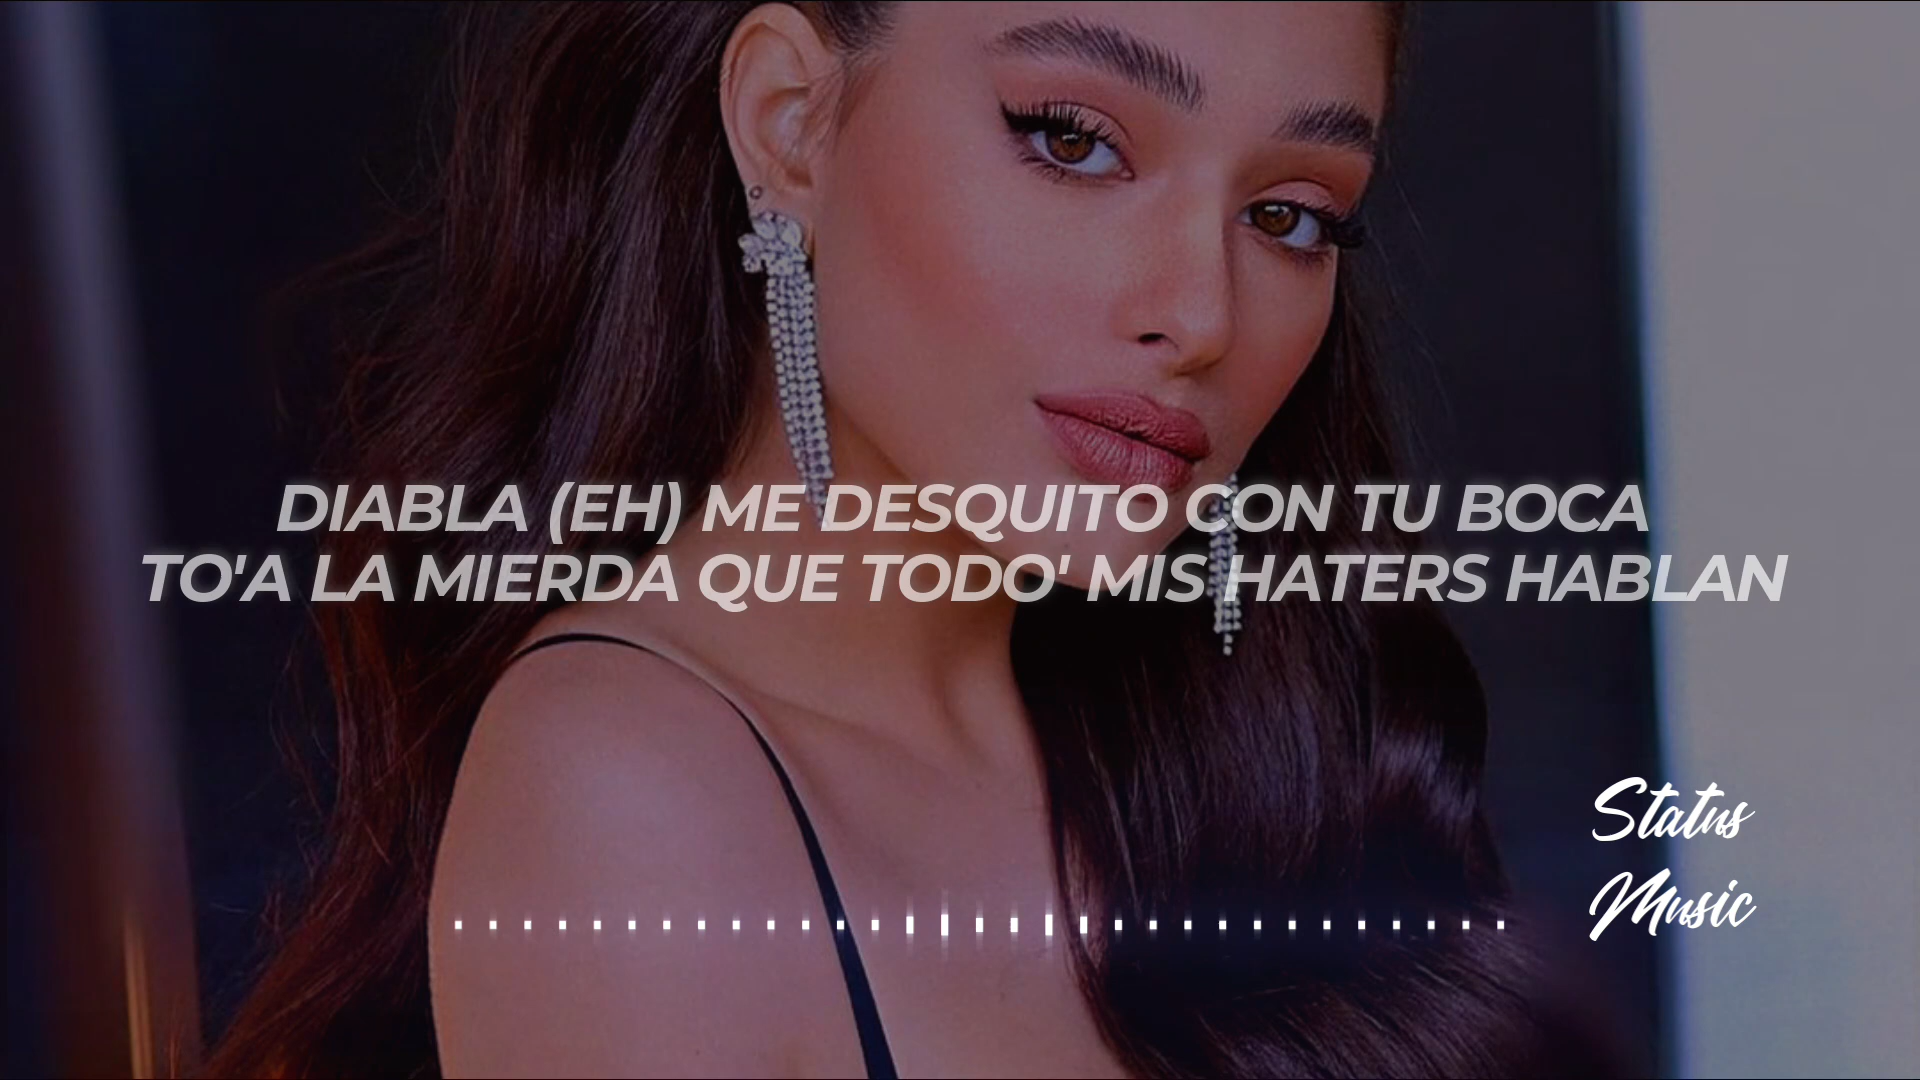 DIABLA (EH) ME DESQUITO CON TU BOCA
TO'A LA MIERDA QUE TODO' MIS HATERS HABLAN
Status
Music